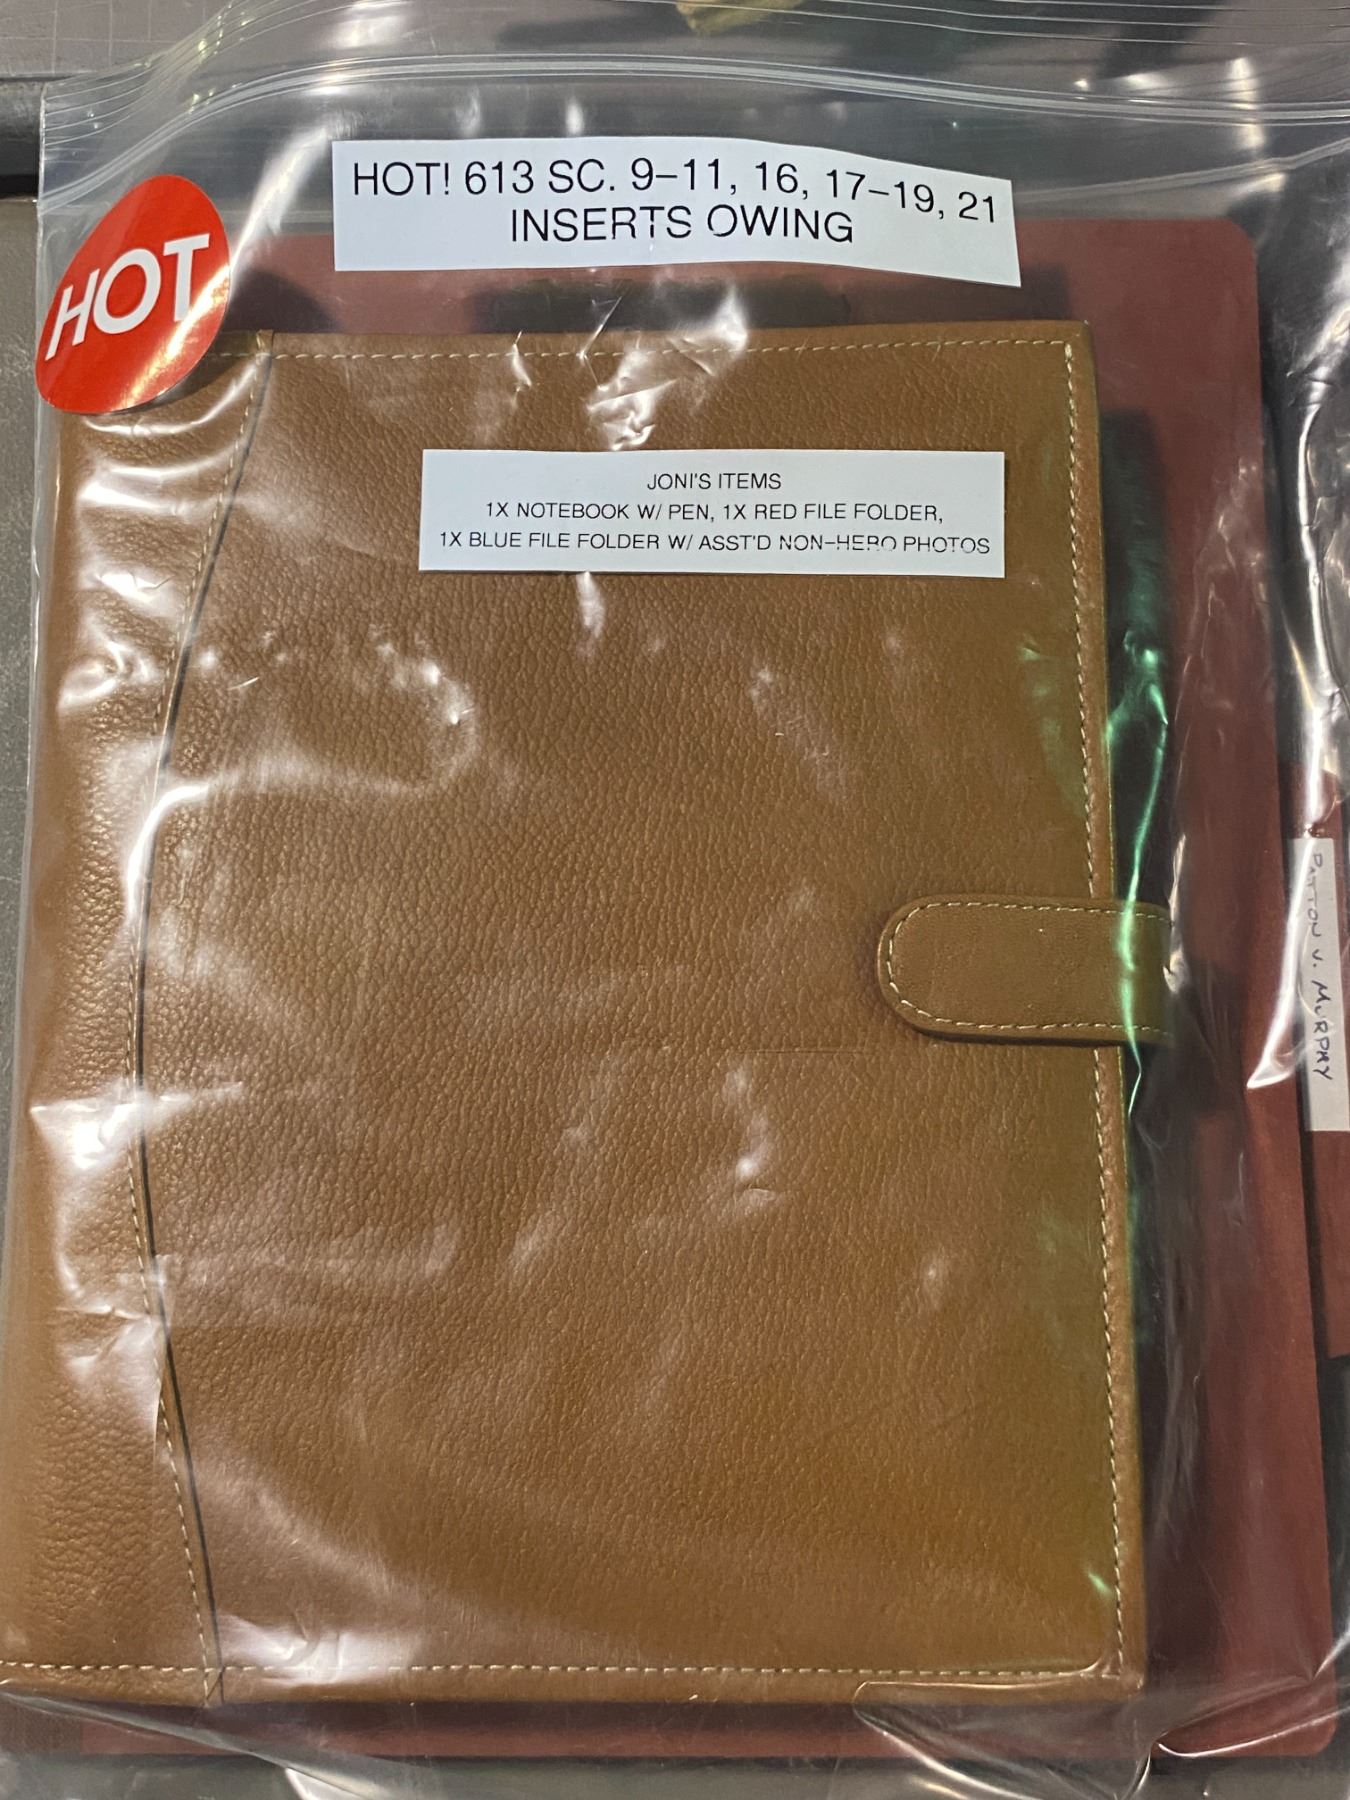 HOT! 613 SC. 9–11, 16, 17–19, 21
INSERTS OWING
HOT
JONI'S ITEMS
1X NOTEBOOK W/ PEN, 1X RED FILE FOLDER,
1X BLUE FILE FOLDER W/ ASST'D NON–HERO PHOTOS
PATTON V. MURPHY